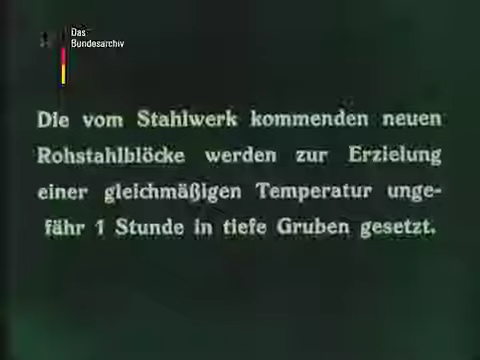 Das
Bundesarchiv
Die vom Stahlwerk kommenden neuen
Rohstahlblöcke werden zur Erzielung
einer gleichmäßigen Temperatur unge-
fähr 1 Stunde in tiefe Gruben gesetzt.